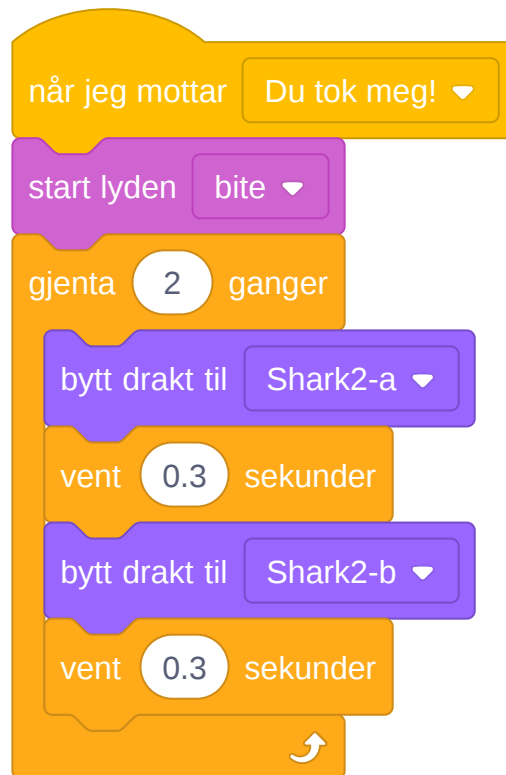 når jeg mottar Du tok meg!
start lyden bite
gjenta 2 ganger
bytt drakt til Shark2-a
vent 0.3 sekunder
bytt drakt til Shark2-b
vent 0.3 sekunder